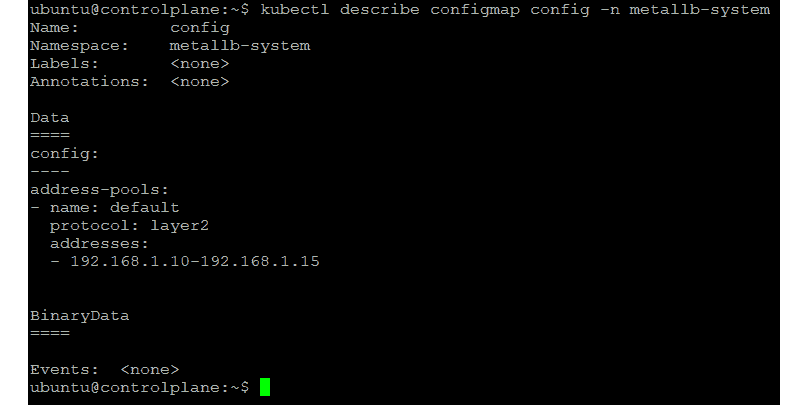 ubuntu@controlplane:~$ kubectl describe configmap config -n metallb-system
Name:         config
Namespace:    metallb-system
Labels:       <none>
Annotations:  <none>

Data
====
config:
----
address-pools:
- name: default
  protocol: layer2
  addresses:
  - 192.168.1.10-192.168.1.15


BinaryData
====

Events:  <none>
ubuntu@controlplane:~$